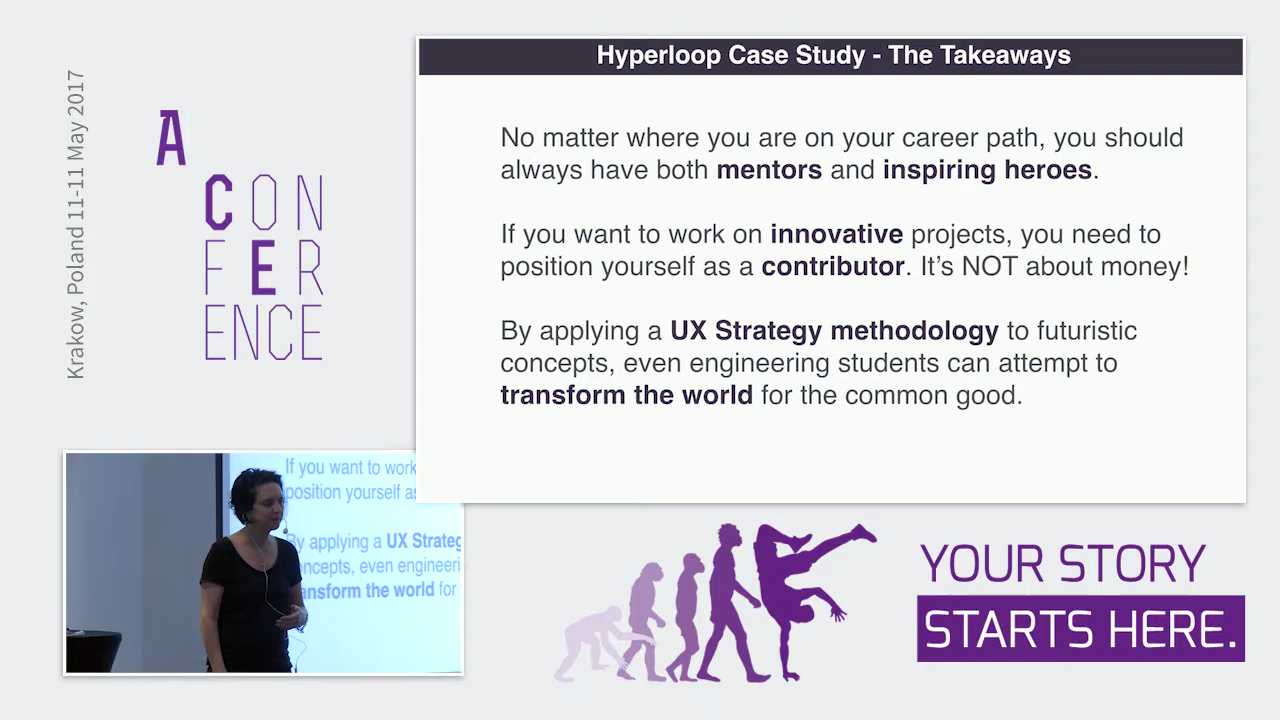 Krakow, Poland 11-11 May 2017
A
CON
FER
ENCE
Hyperloop Case Study - The Takeaways
No matter where you are on your career path, you should
always have both mentors and inspiring heroes.
If you want to work on innovative projects, you need to
position yourself as a contributor. It's NOT about money!
By applying a UX Strategy methodology to futuristic
concepts, even engineering students can attempt to
transform the world for the common good.
If you want to work
position yourself as
By applying a UX Strateg
ncepts, even engineeri
ansform the world for
YOUR STORY
STARTS HERE.